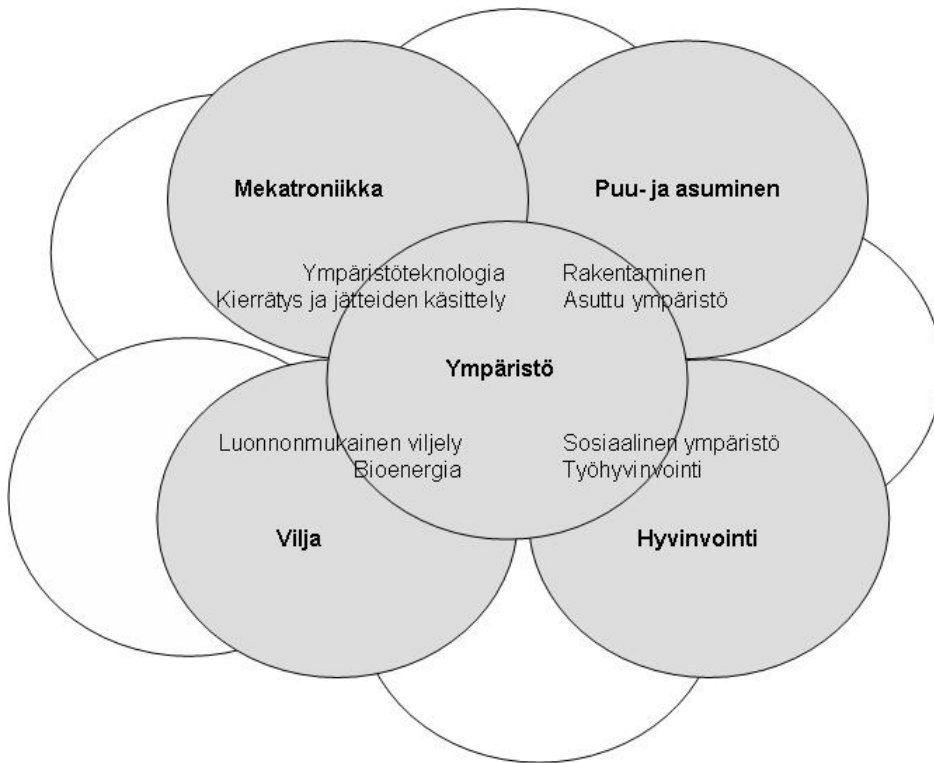 Mekatroniikka
Puu- ja asuminen
Ympäristöteknologia
Kierrätys ja jätteiden käsittely
Rakentaminen
Asuttu ympäristö
Ympäristö
Luonnonmukainen viljely
Bioenergia
Sosiaalinen ympäristö
Työhyvinvointi
Vilja
Hyvinvointi